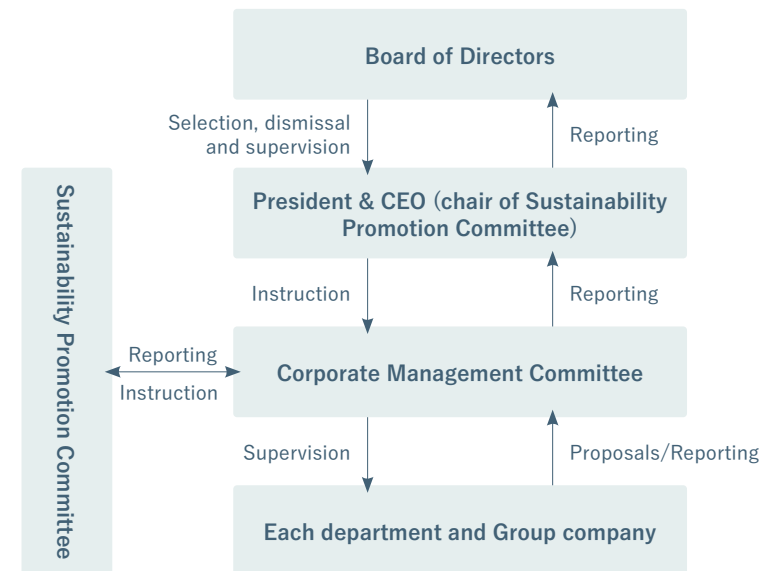 Board of Directors
Selection, dismissal
and supervision
Reporting
Sustainability Promotion Committee
President & CEO (chair of Sustainability
Promotion Committee)
Instruction
Reporting
Reporting
Instruction
Corporate Management Committee
Supervision
Proposals/Reporting
Each department and Group company